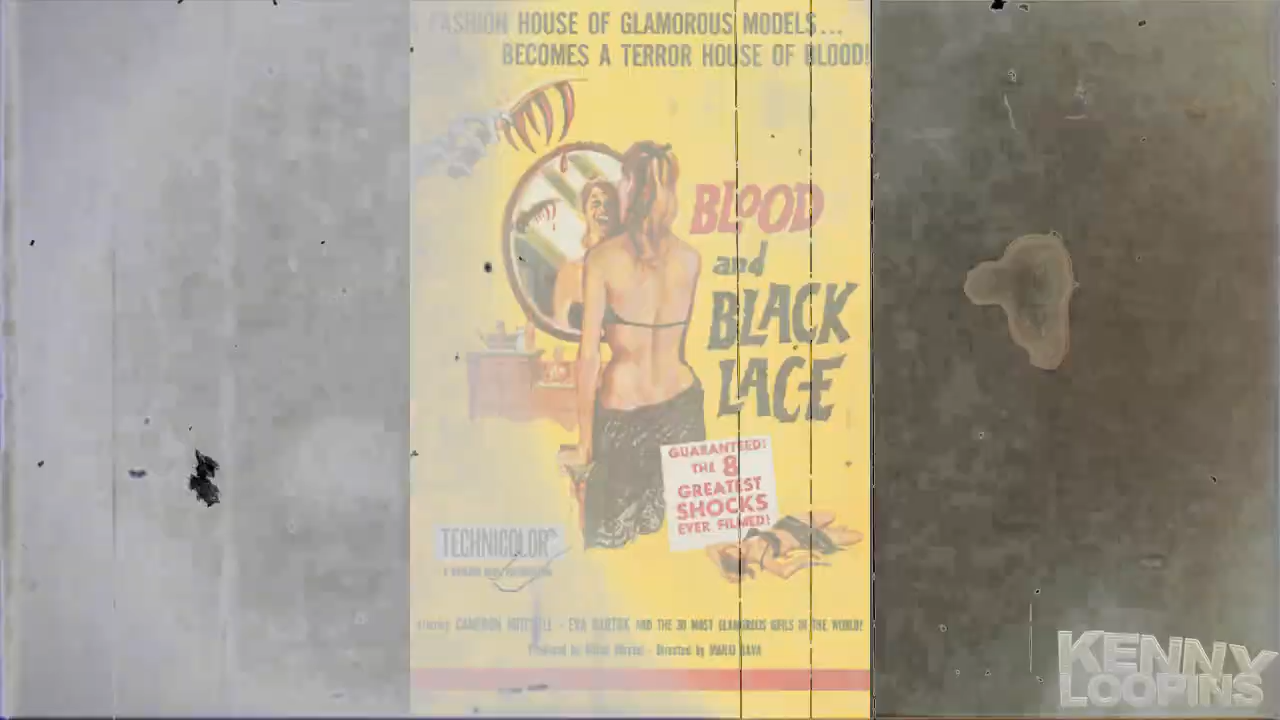 FASHION HOUSE OF GLAMOROUS MODELS...
BECOMES A TERROR HOUSE OF BLOOD!
BLOOD
and
BLACK
LACE
GUARANTEED!
THE 8
GREATEST
SHOCKS
EVER FILMED!
TECHNICOLOR
CAMERON MITCHELL - EVA BARTOK AND THE 30 MOST GLAMOROUS GIRLS IN THE WORLD!
Directed by MARIO BAVA
KENNY
LOOPINS